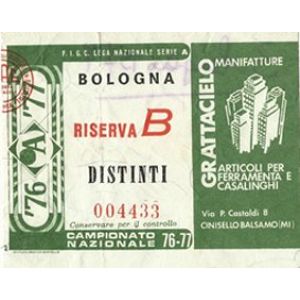 F.I.G.C. LEGA NAZIONALE SERIE A
'76 A '77
BOLOGNA
RISERVA B
DISTINTI
004433
Conservare per il controllo
CAMPIONATO
NAZIONALE 76-77
GRATTACIELO
MANIFATTURE
ARTICOLI PER
FERRAMENTA E
CASALINGHI
Via P. Castaldi 8
CINISELLO BALSAMO (MI)